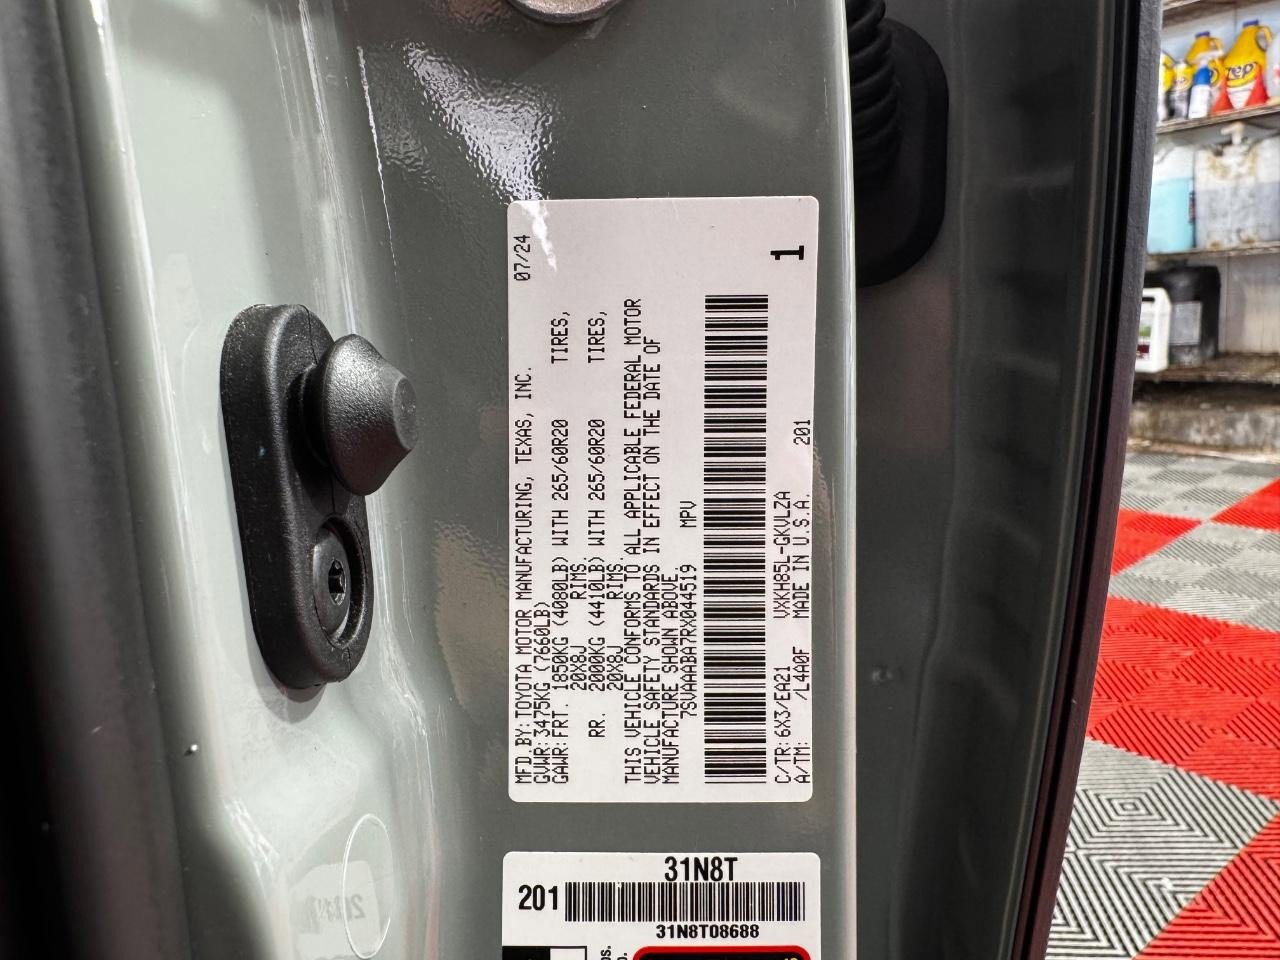 MFD. BY: TOYOTA MOTOR MANUFACTURING, TEXAS, INC. 07/24
GVWR: 3475KG (7660LB)
GAWR: FRT. 1850KG (4080LB) WITH 265/60R20 TIRES,
20X8J RIMS.
RR. 2000KG (4410LB) WITH 265/60R20 TIRES,
20X8J RIMS.
THIS VEHICLE CONFORMS TO ALL APPLICABLE FEDERAL MOTOR
VEHICLE SAFETY STANDARDS IN EFFECT ON THE DATE OF
MANUFACTURE SHOWN ABOVE.
7SVAAABA7RX044519 MPV
1
C/TR: 6X3/EA21 VXKH85L-GKVLZA
A/TM: /L4A0F MADE IN U.S.A. 201
31N8T
201
31N8T08688
zep